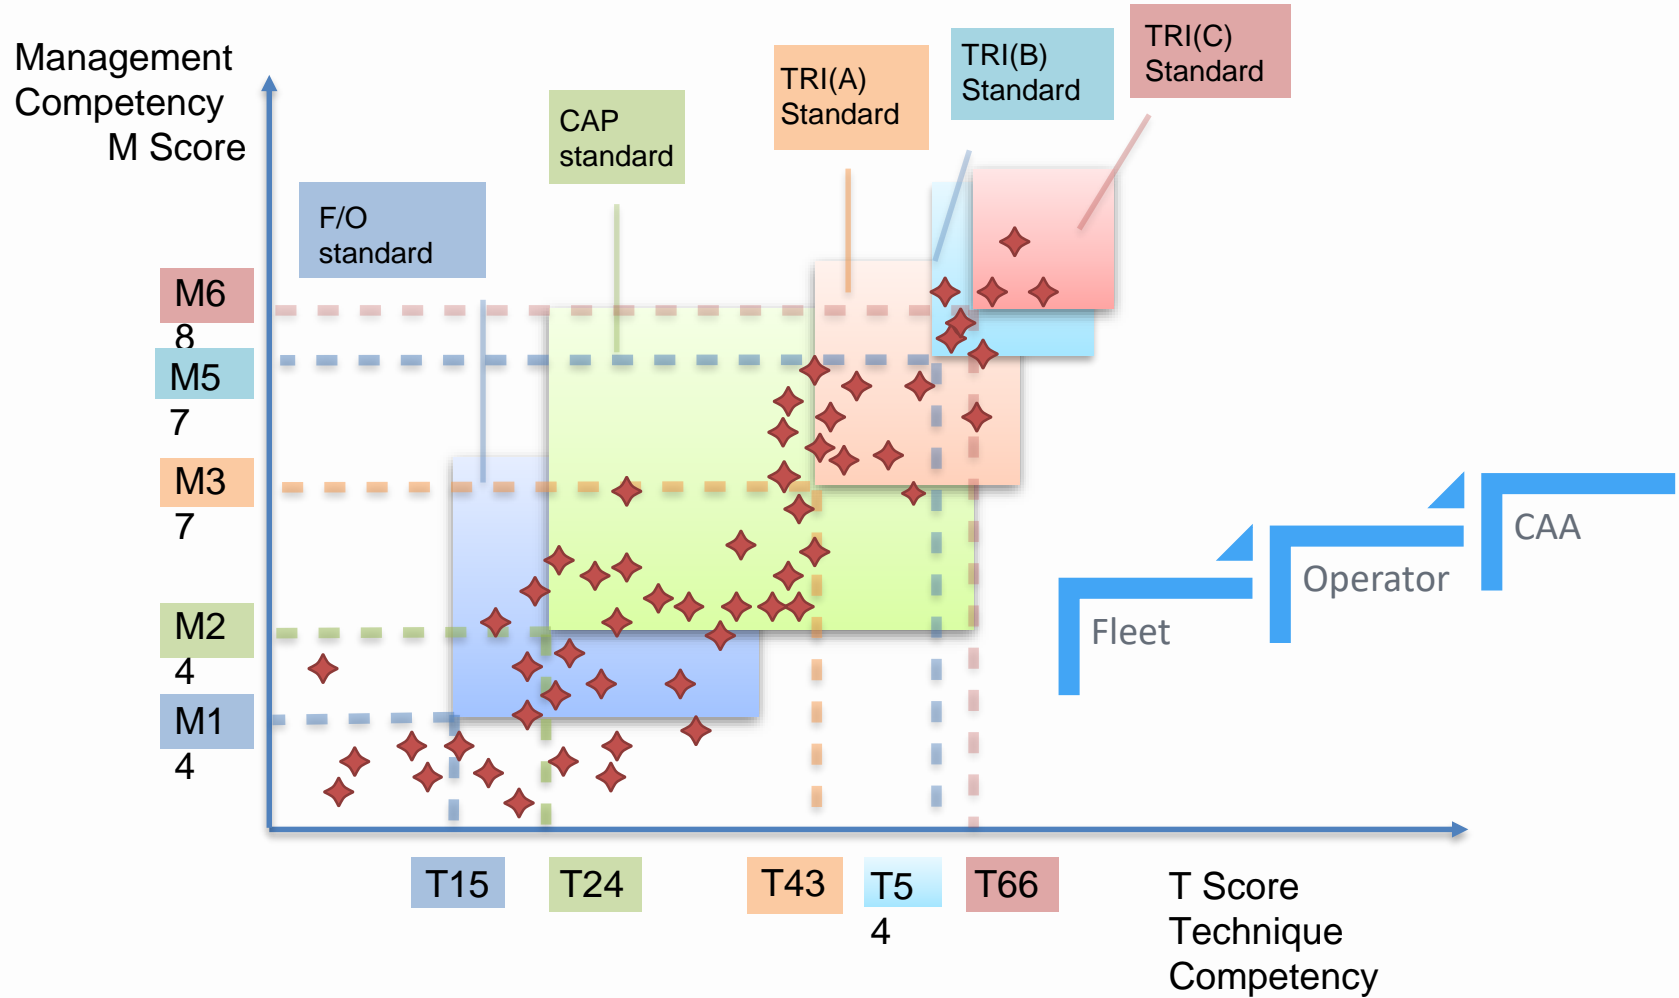 Management
Competency
M Score
F/O
standard
CAP
standard
TRI(A)
Standard
TRI(B)
Standard
TRI(C)
Standard
M6
8
M5
7
M3
7
M2
4
M1
4
T15
T24
T43
T5
4
T66
T Score
Technique
Competency
Fleet
Operator
CAA